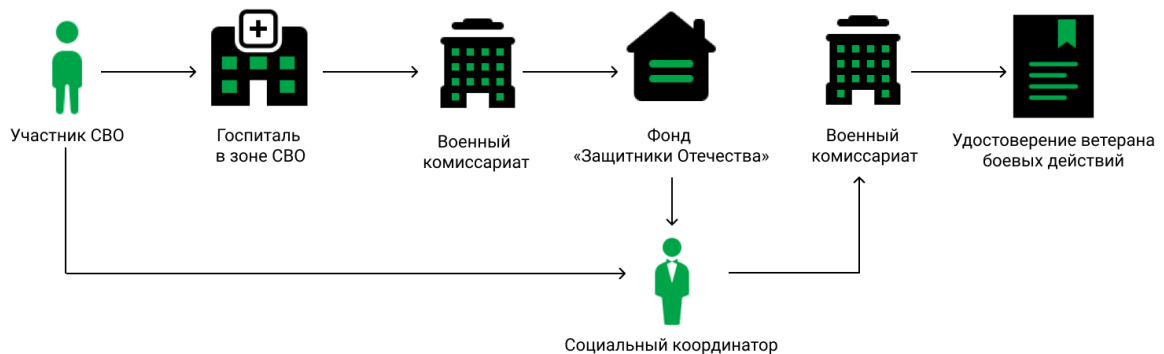 Участник СВО
Госпиталь
в зоне СВО
Военный
комиссариат
Фонд
«Защитники Отечества»
Военный
комиссариат
Удостоверение ветерана
боевых действий
Социальный координатор